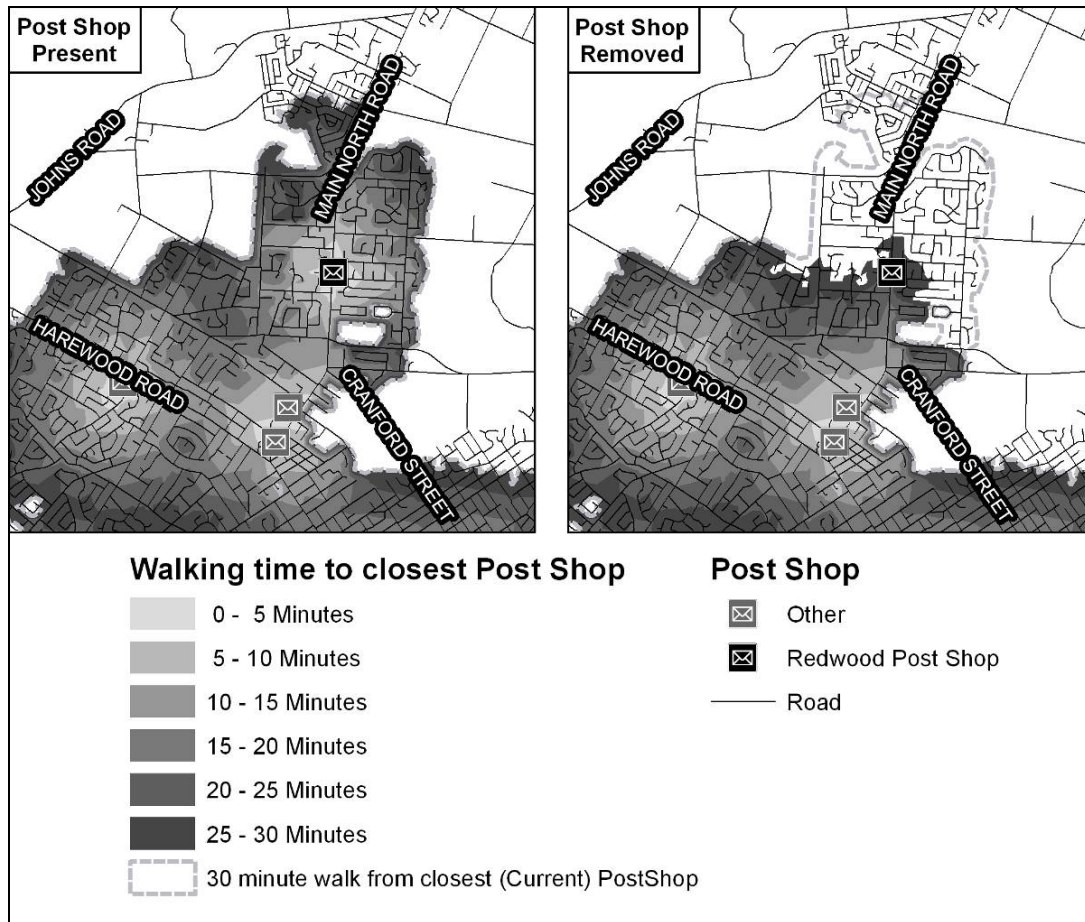 Post Shop
Present
JOHNS ROAD
MAIN NORTH ROAD
HAREWOOD ROAD
CRANFORD STREET
Post Shop
Removed
JOHNS ROAD
MAIN NORTH ROAD
HAREWOOD ROAD
CRANFORD STREET
Walking time to closest Post Shop
0 - 5 Minutes
5 - 10 Minutes
10 - 15 Minutes
15 - 20 Minutes
20 - 25 Minutes
25 - 30 Minutes
30 minute walk from closest (Current) PostShop
Post Shop
Other
Redwood Post Shop
Road